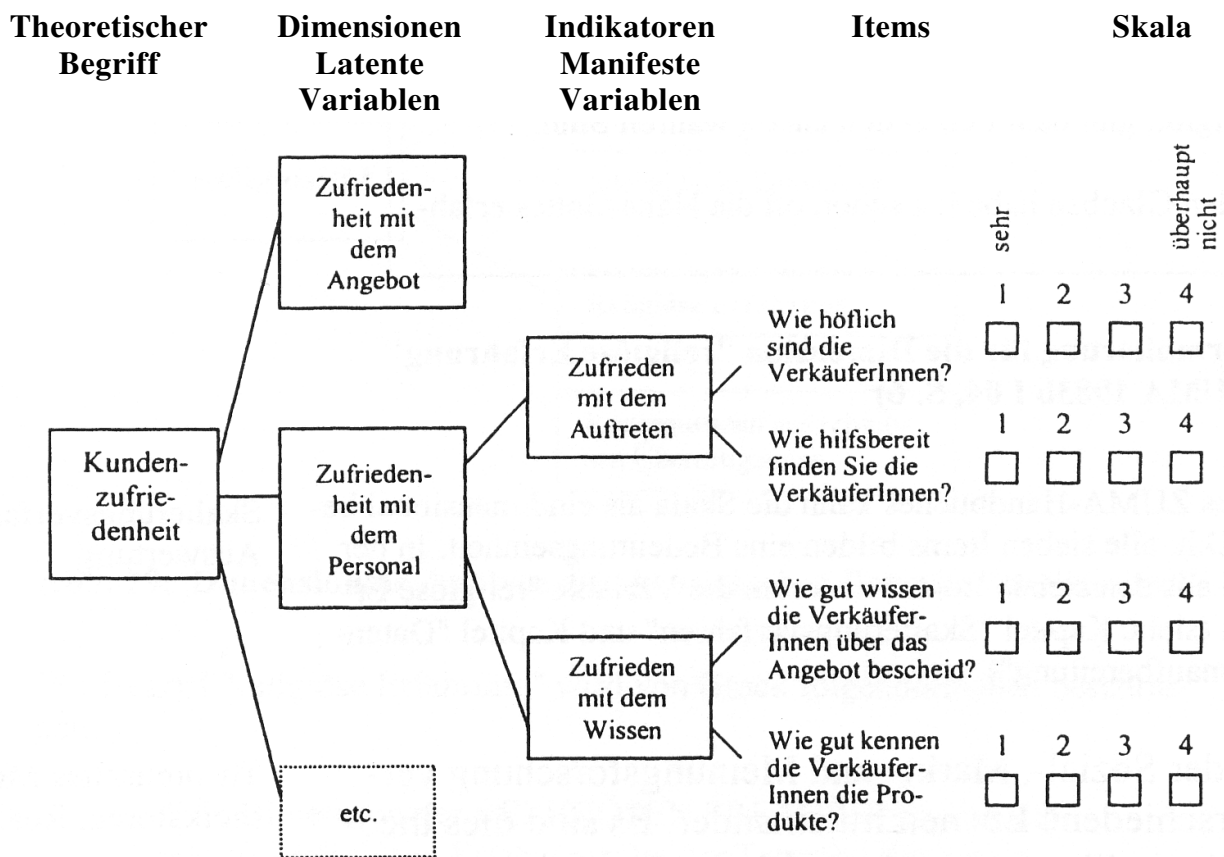 Theoretischer Begriff
Dimensionen Latente Variablen
Indikatoren Manifeste Variablen
Items
Skala
Zufrieden-
heit mit
dem
Angebot
Kunden-
zufrie-
denheit
Zufrieden-
heit mit
dem
Personal
etc.
Zufrieden
mit dem
Auftreten
Zufrieden
mit dem
Wissen
sehr
überhaupt
nicht
1 2 3 4
Wie höflich
sind die
VerkäuferInnen?
1 2 3 4
Wie hilfsbereit
finden Sie die
VerkäuferInnen?
1 2 3 4
Wie gut wissen
die Verkäufer-
Innen über das
Angebot bescheid?
1 2 3 4
Wie gut kennen
die Verkäufer-
Innen die Pro-
dukte?